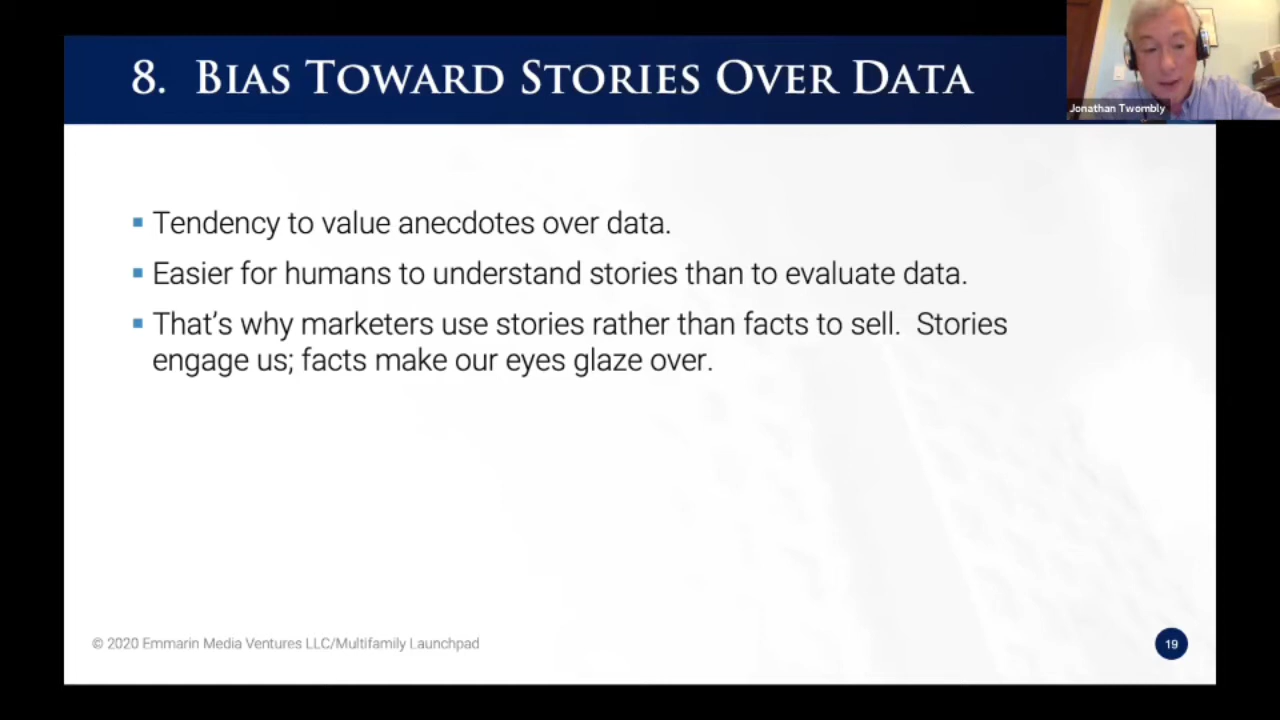 8. Bias Toward Stories Over Data
Jonathan Twombly
▪ Tendency to value anecdotes over data.
▪ Easier for humans to understand stories than to evaluate data.
▪ That’s why marketers use stories rather than facts to sell. Stories
engage us; facts make our eyes glaze over.
© 2020 Emmarin Media Ventures LLC/Multifamily Launchpad
19